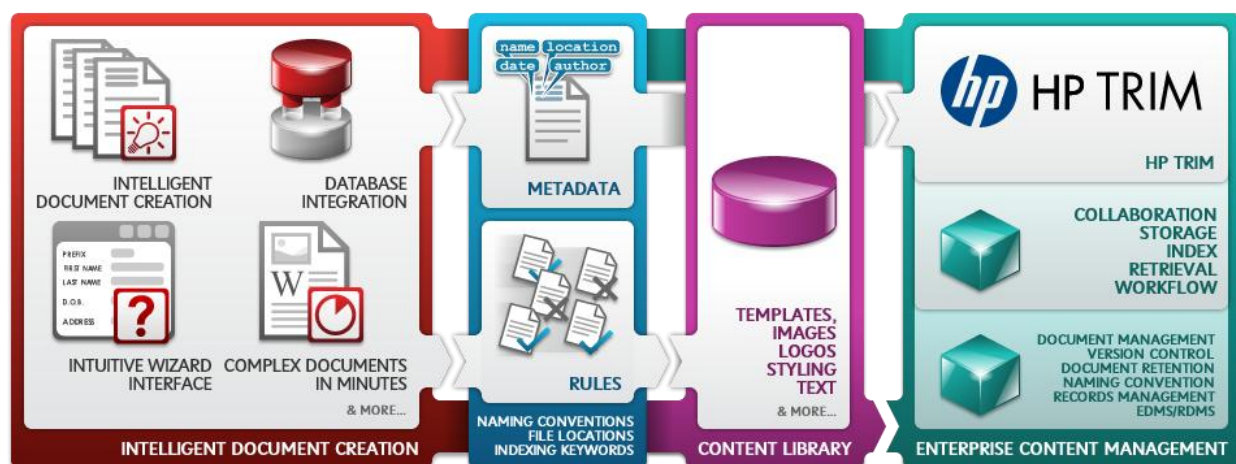 INTELLIGENT
DOCUMENT CREATION
DATABASE
INTEGRATION
PREFIX
FIRST NAME
LAST NAME
D.O.B.
ADDRESS
?
W
INTUITIVE WIZARD
INTERFACE
COMPLEX DOCUMENTS
IN MINUTES
& MORE...
INTELLIGENT DOCUMENT CREATION
name location
date author
METADATA
RULES
NAMING CONVENTIONS
FILE LOCATIONS
INDEXING KEYWORDS
TEMPLATES,
IMAGES
LOGOS
STYLING
TEXT
& MORE...
CONTENT LIBRARY
hp HP TRIM
HP TRIM
COLLABORATION
STORAGE
INDEX
RETRIEVAL
WORKFLOW
DOCUMENT MANAGEMENT
VERSION CONTROL
DOCUMENT RETENTION
NAMING CONVENTION
RECORDS MANAGEMENT
EDMS/RDMS
ENTERPRISE CONTENT MANAGEMENT